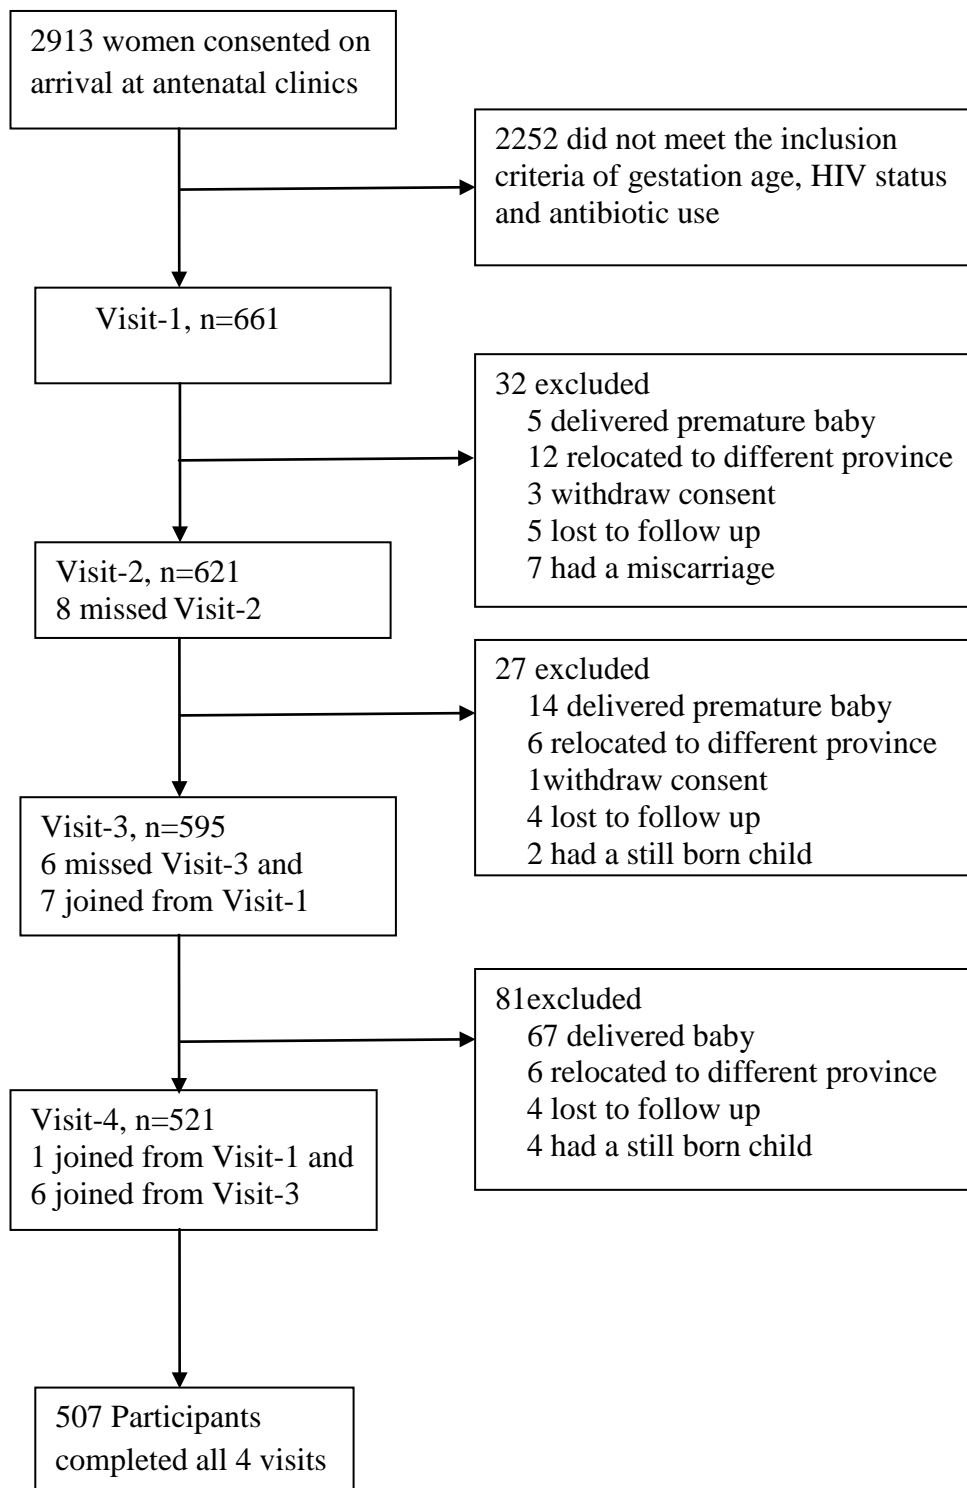 2913 women consented on
arrival at antenatal clinics
2252 did not meet the inclusion
criteria of gestation age, HIV status
and antibiotic use
Visit-1, n=661
32 excluded
5 delivered premature baby
12 relocated to different province
3 withdraw consent
5 lost to follow up
7 had a miscarriage
Visit-2, n=621
8 missed Visit-2
27 excluded
14 delivered premature baby
6 relocated to different province
1withdraw consent
4 lost to follow up
2 had a still born child
Visit-3, n=595
6 missed Visit-3 and
7 joined from Visit-1
81excluded
67 delivered baby
6 relocated to different province
4 lost to follow up
4 had a still born child
Visit-4, n=521
1 joined from Visit-1 and
6 joined from Visit-3
507 Participants
completed all 4 visits